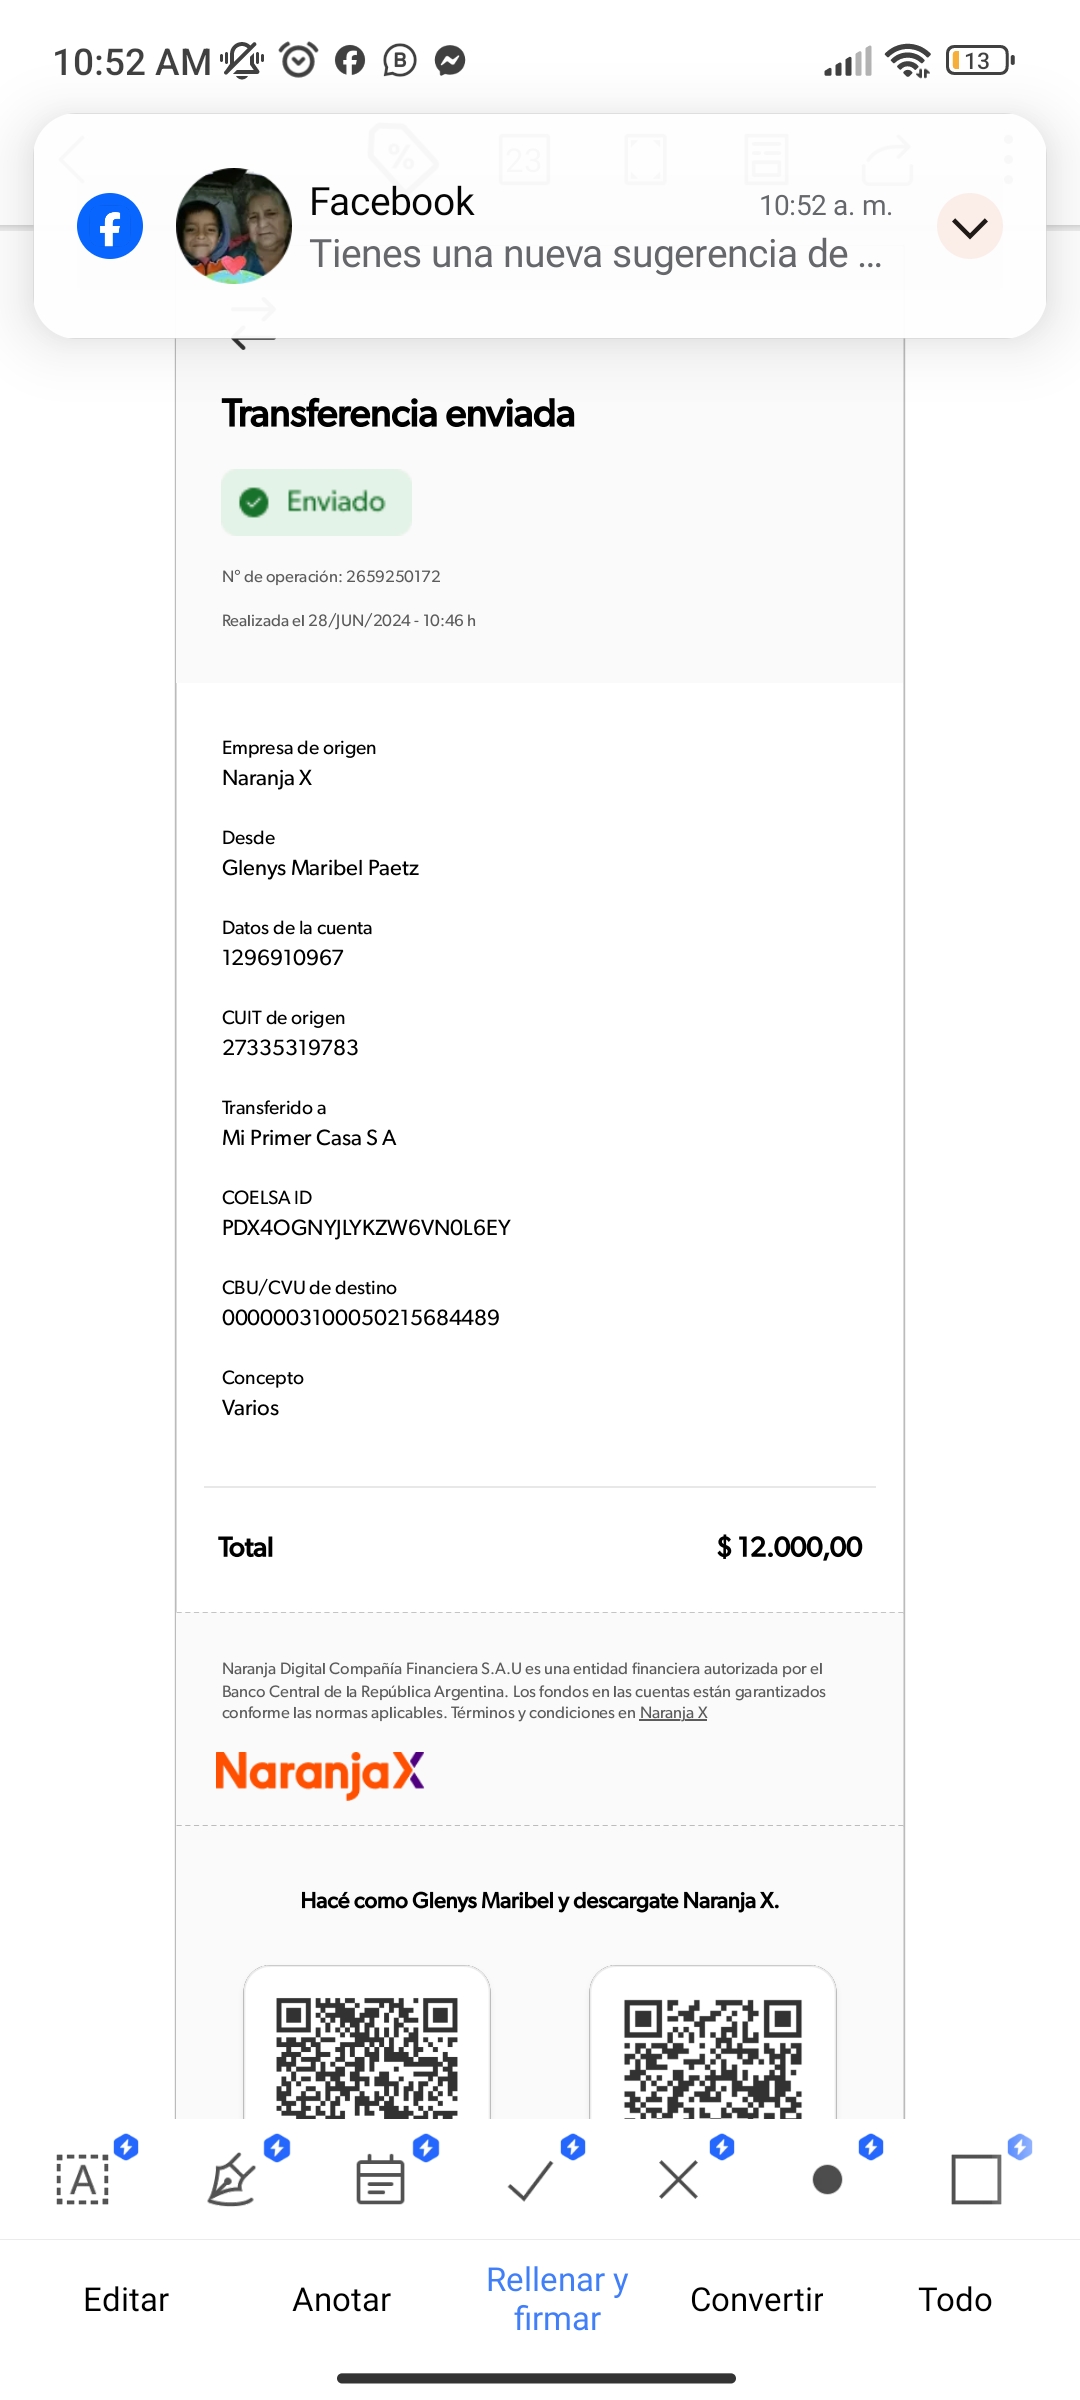 10:52 AM
13
Facebook
10:52 a. m.
Tienes una nueva sugerencia de ...
Transferencia enviada
Enviado
N° de operación: 2659250172
Realizada el 28/JUN/2024 - 10:46 h
Empresa de origen
Naranja X
Desde
Glenys Maribel Paetz
Datos de la cuenta
1296910967
CUIT de origen
27335319783
Transferido a
Mi Primer Casa S A
COELSA ID
PDX4OGNYJLYKZW6VN0L6EY
CBU/CVU de destino
0000003100050215684489
Concepto
Varios
Total
$ 12.000,00
Naranja Digital Compañía Financiera S.A.U es una entidad financiera autorizada por el
Banco Central de la República Argentina. Los fondos en las cuentas están garantizados
conforme las normas aplicables. Términos y condiciones en Naranja X
NaranjaX
Hacé como Glenys Maribel y descargate Naranja X.
Editar
Anotar
Rellenar y
firmar
Convertir
Todo